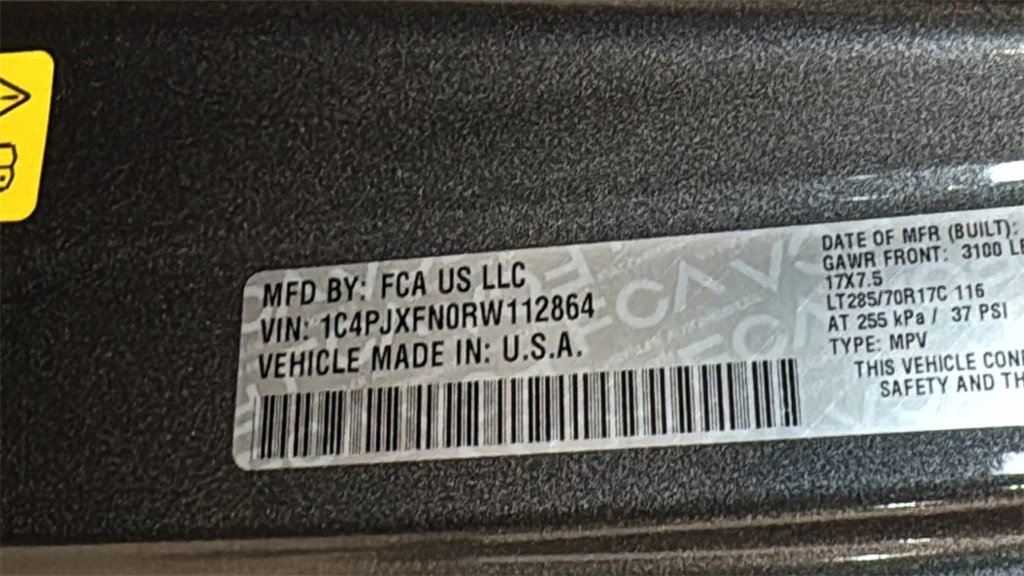 MFD BY: FCA US LLC
VIN: 1C4PJXFN0RW112864
VEHICLE MADE IN: U.S.A.
DATE OF MFR (BUILT):
GAWR FRONT: 3100
17X7.5
LT285/70R17C 116
AT 255 kPa / 37 PSI
TYPE: MPV
THIS VEHICLE
SAFETY AND